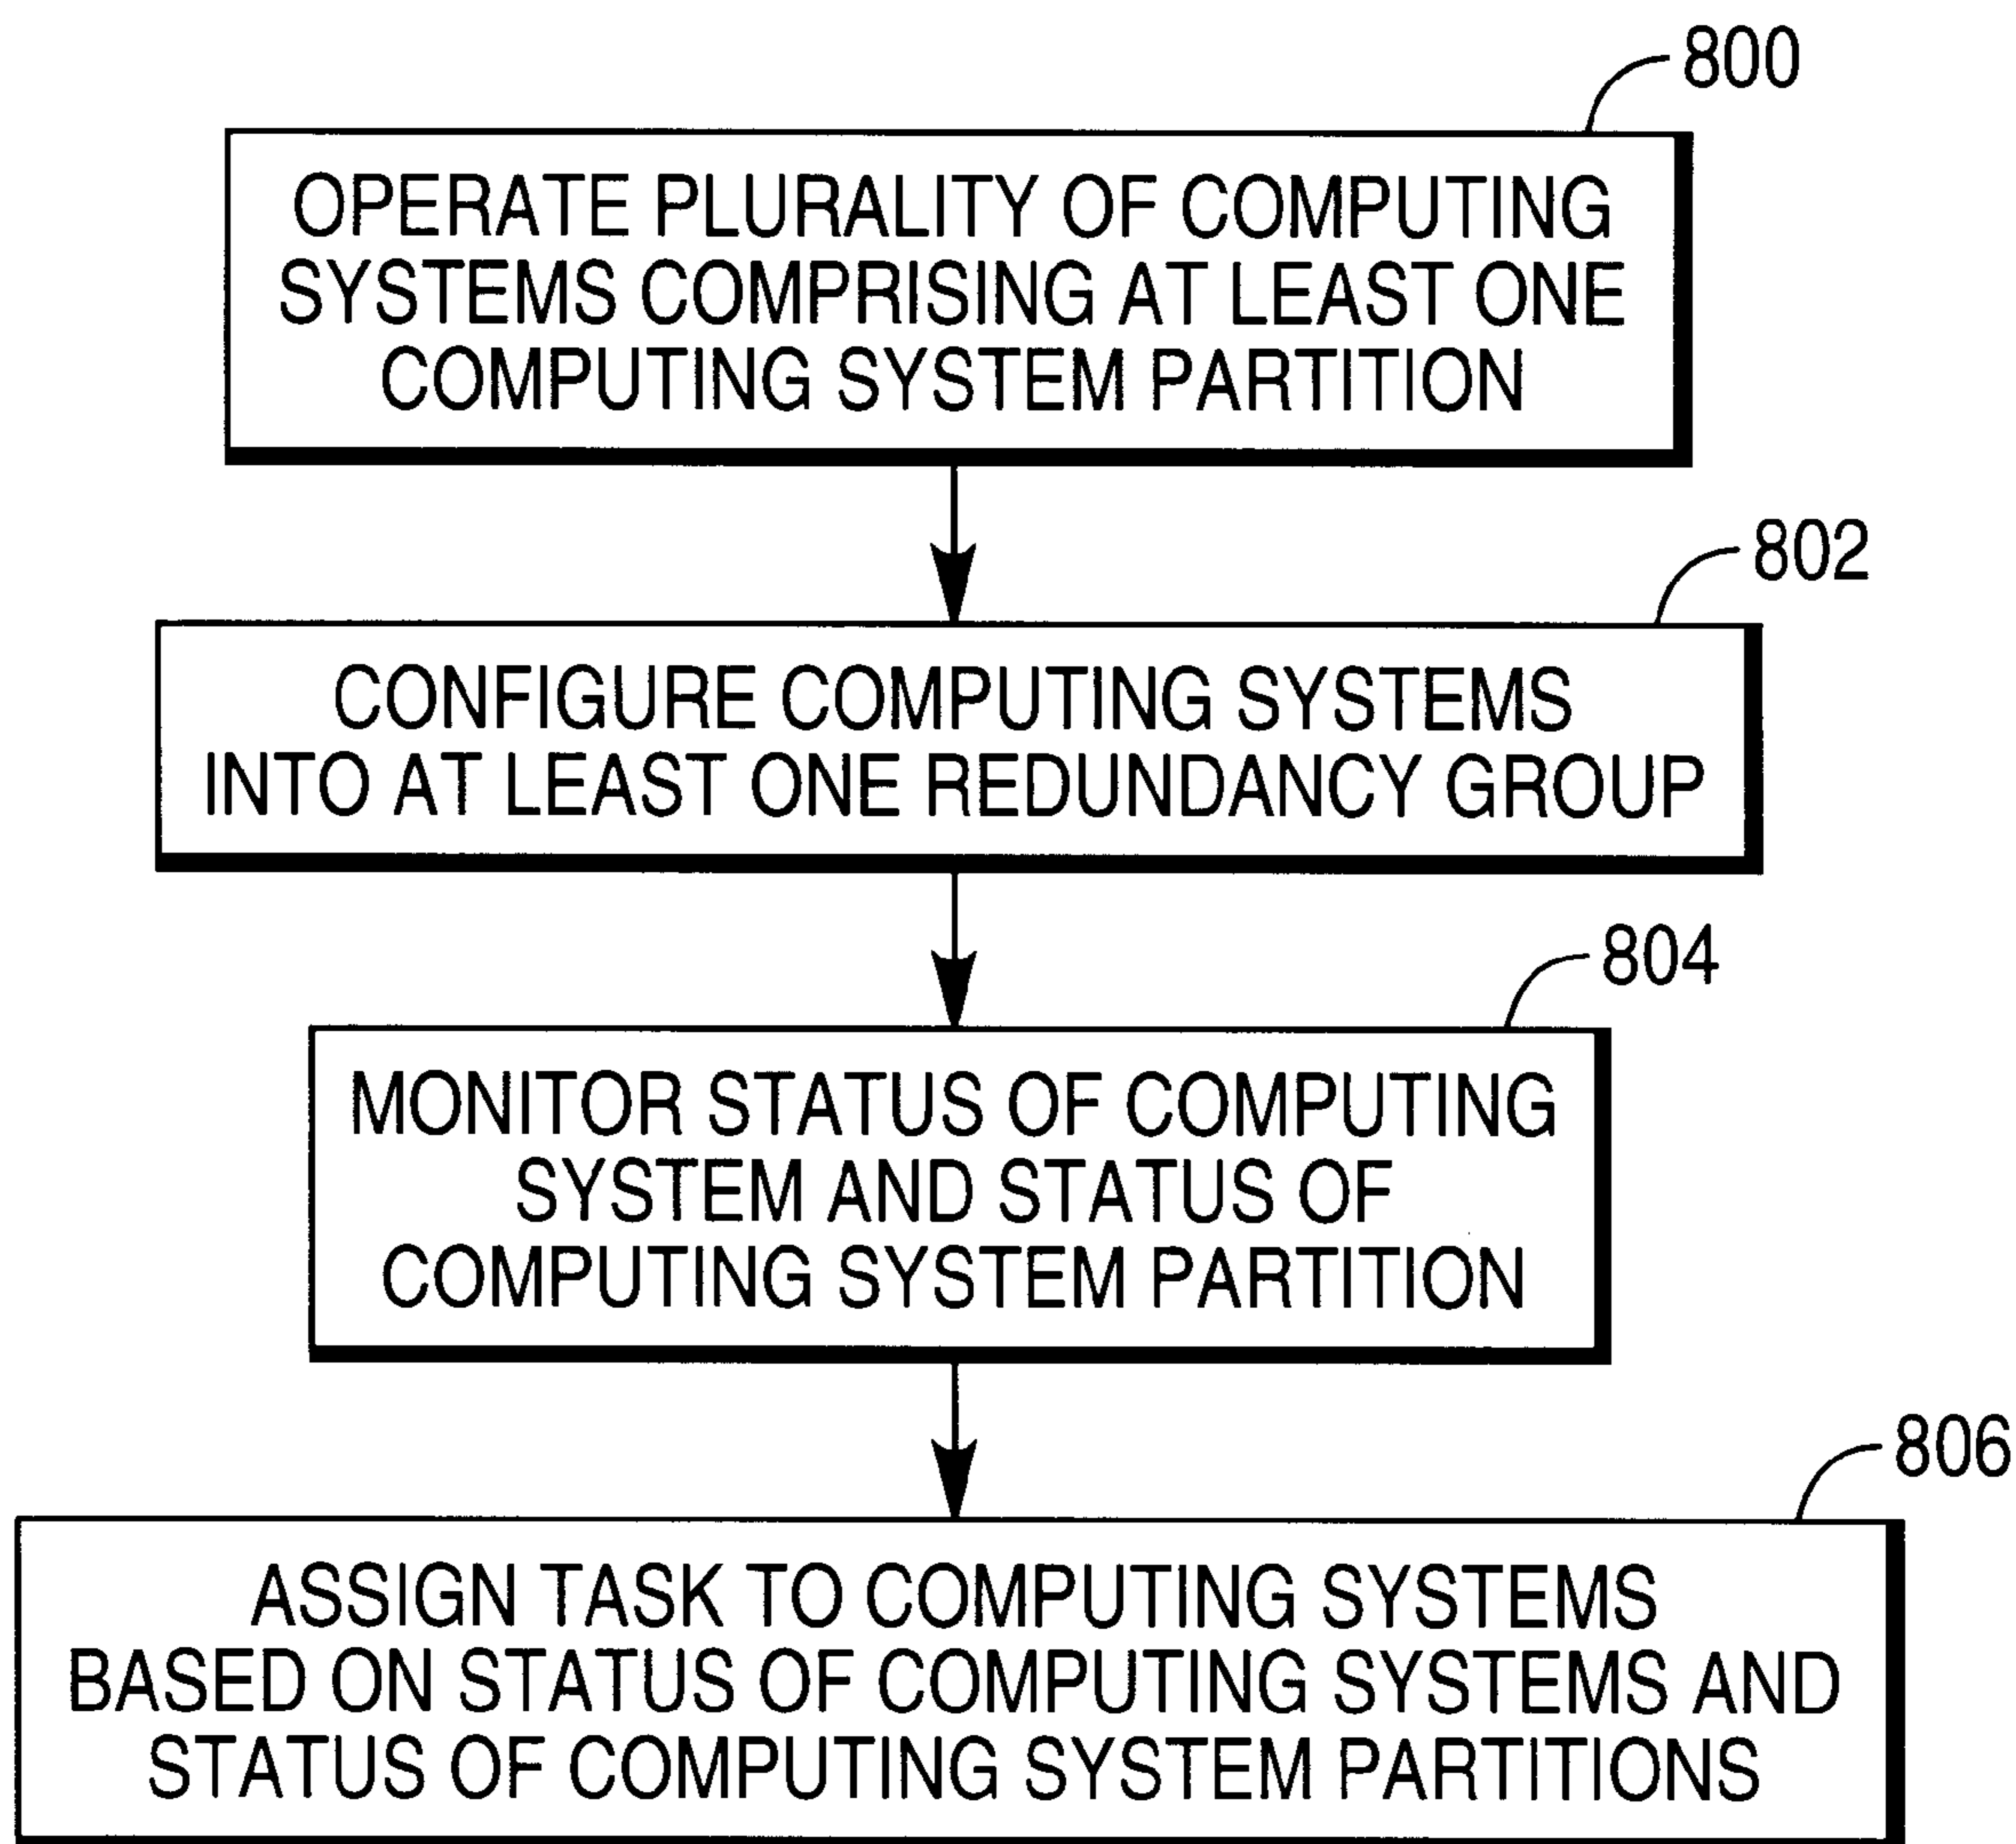 800
OPERATE PLURALITY OF COMPUTING
SYSTEMS COMPRISING AT LEAST ONE
COMPUTING SYSTEM PARTITION
802
CONFIGURE COMPUTING SYSTEMS
INTO AT LEAST ONE REDUNDANCY GROUP
804
MONITOR STATUS OF COMPUTING
SYSTEM AND STATUS OF
COMPUTING SYSTEM PARTITION
806
ASSIGN TASK TO COMPUTING SYSTEMS
BASED ON STATUS OF COMPUTING SYSTEMS AND
STATUS OF COMPUTING SYSTEM PARTITIONS